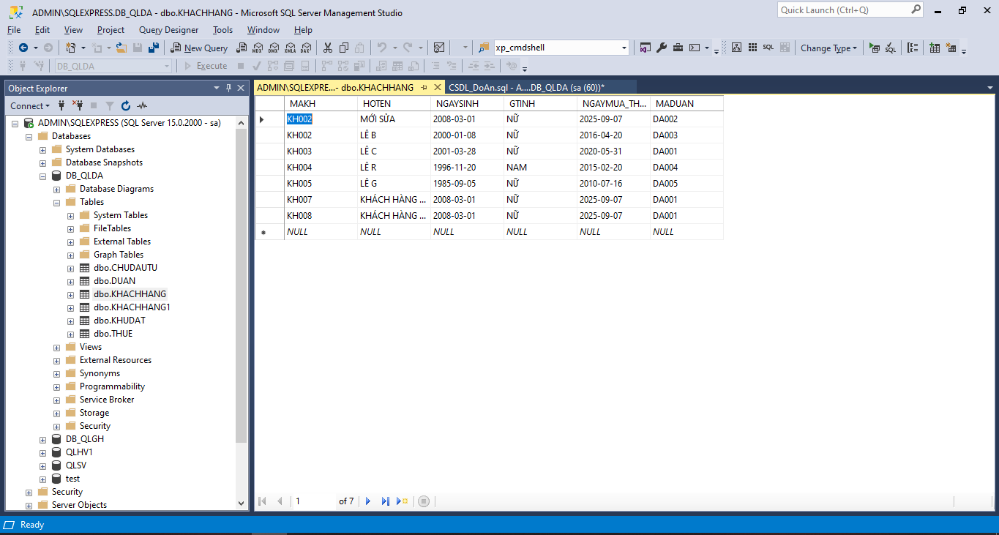 ADMIN\SQLEXPRESS.DB_QLDA - dbo.KHACHHANG - Microsoft SQL Server Management Studio
Quick Launch (Ctrl+Q)
File Edit View Project Query Designer Tools Window Help
New Query MDX DMX XMLA DAX xp_cmdshell SQL Change Type SQL
DB_QLDA Execute
Object Explorer
Connect
ADMIN\SQLEXPRESS (SQL Server 15.0.2000 - sa)
Databases
System Databases
Database Snapshots
DB_QLDA
Database Diagrams
Tables
System Tables
FileTables
External Tables
Graph Tables
dbo.CHUDAUTU
dbo.DUAN
dbo.KHACHHANG
dbo.KHACHHANG1
dbo.KHUDAT
dbo.THUE
Views
External Resources
Synonyms
Programmability
Service Broker
Storage
Security
DB_QLGH
QLHV1
QLSV
test
Security
Server Objects
ADMIN\SQLEXPRE...- dbo.KHACHHANG CSDL_DoAn.sql - A....DB_QLDA (sa (60))*
MAKH HOTEN NGAYSINH GTINH NGAYMUA_TH... MADUAN
KH002 MỚI SỬA 2008-03-01 NỮ 2025-09-07 DA002
KH002 LÊ B 2000-01-08 NỮ 2016-04-20 DA003
KH003 LÊ C 2001-03-28 NỮ 2020-05-31 DA001
KH004 LÊ R 1996-11-20 NAM 2015-02-20 DA004
KH005 LÊ G 1985-09-05 NỮ 2010-07-16 DA005
KH007 KHÁCH HÀNG ... 2008-03-01 NỮ 2025-09-07 DA001
KH008 KHÁCH HÀNG ... 2008-03-01 NỮ 2025-09-07 DA001
NULL NULL NULL NULL NULL NULL
1 of 7
Ready